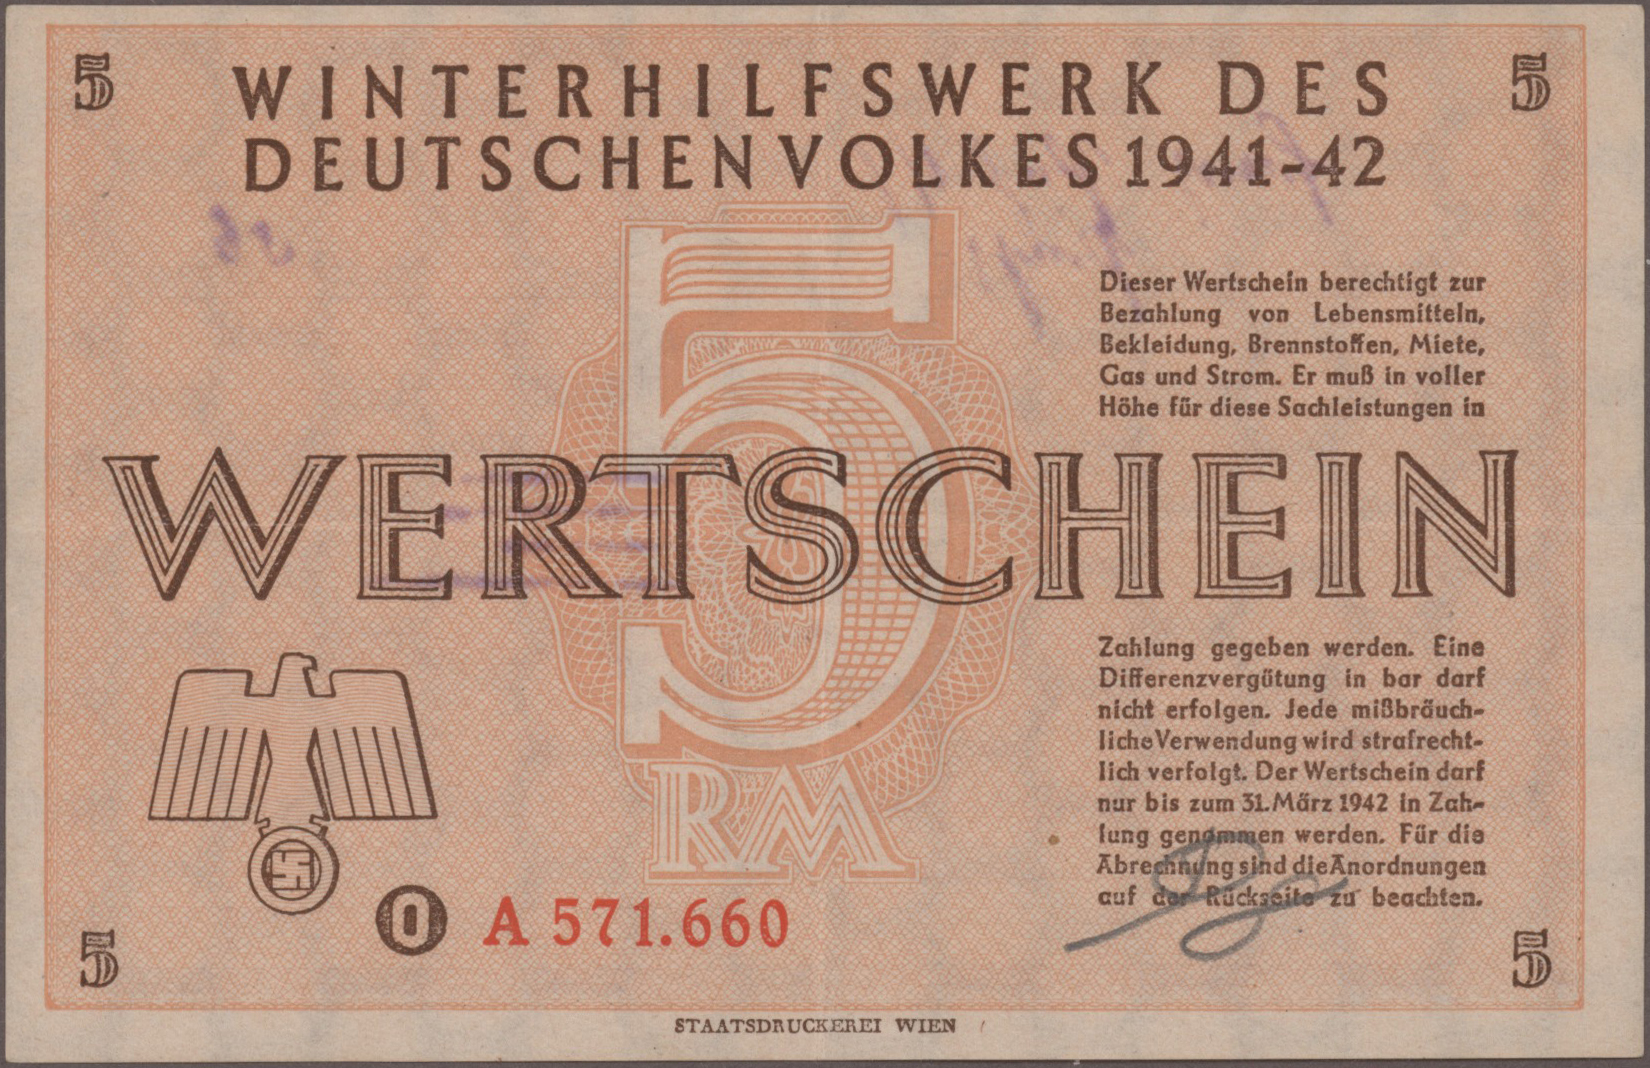 5 5
WINTERHILFSWERK DES
DEUTSCHEN VOLKES 1941-42
Dieser Wertschein berechtigt zur
Bezahlung von Lebensmitteln,
Bekleidung, Brennstoffen, Miete,
Gas und Strom. Er muß in voller
Höhe für diese Sachleistungen in
5
WERTSCHEIN
RM
Zahlung gegeben werden. Eine
Differenzvergütung in bar darf
nicht erfolgen. Jede mißbräuch-
liche Verwendung wird strafrecht-
lich verfolgt. Der Wertschein darf
nur bis zum 31. März 1942 in Zah-
lung genommen werden. Für die
Abrechnung sind die Anordnungen
auf der Rückseite zu beachten.
O A 571.660
5 5
STAATSDRUCKEREI WIEN